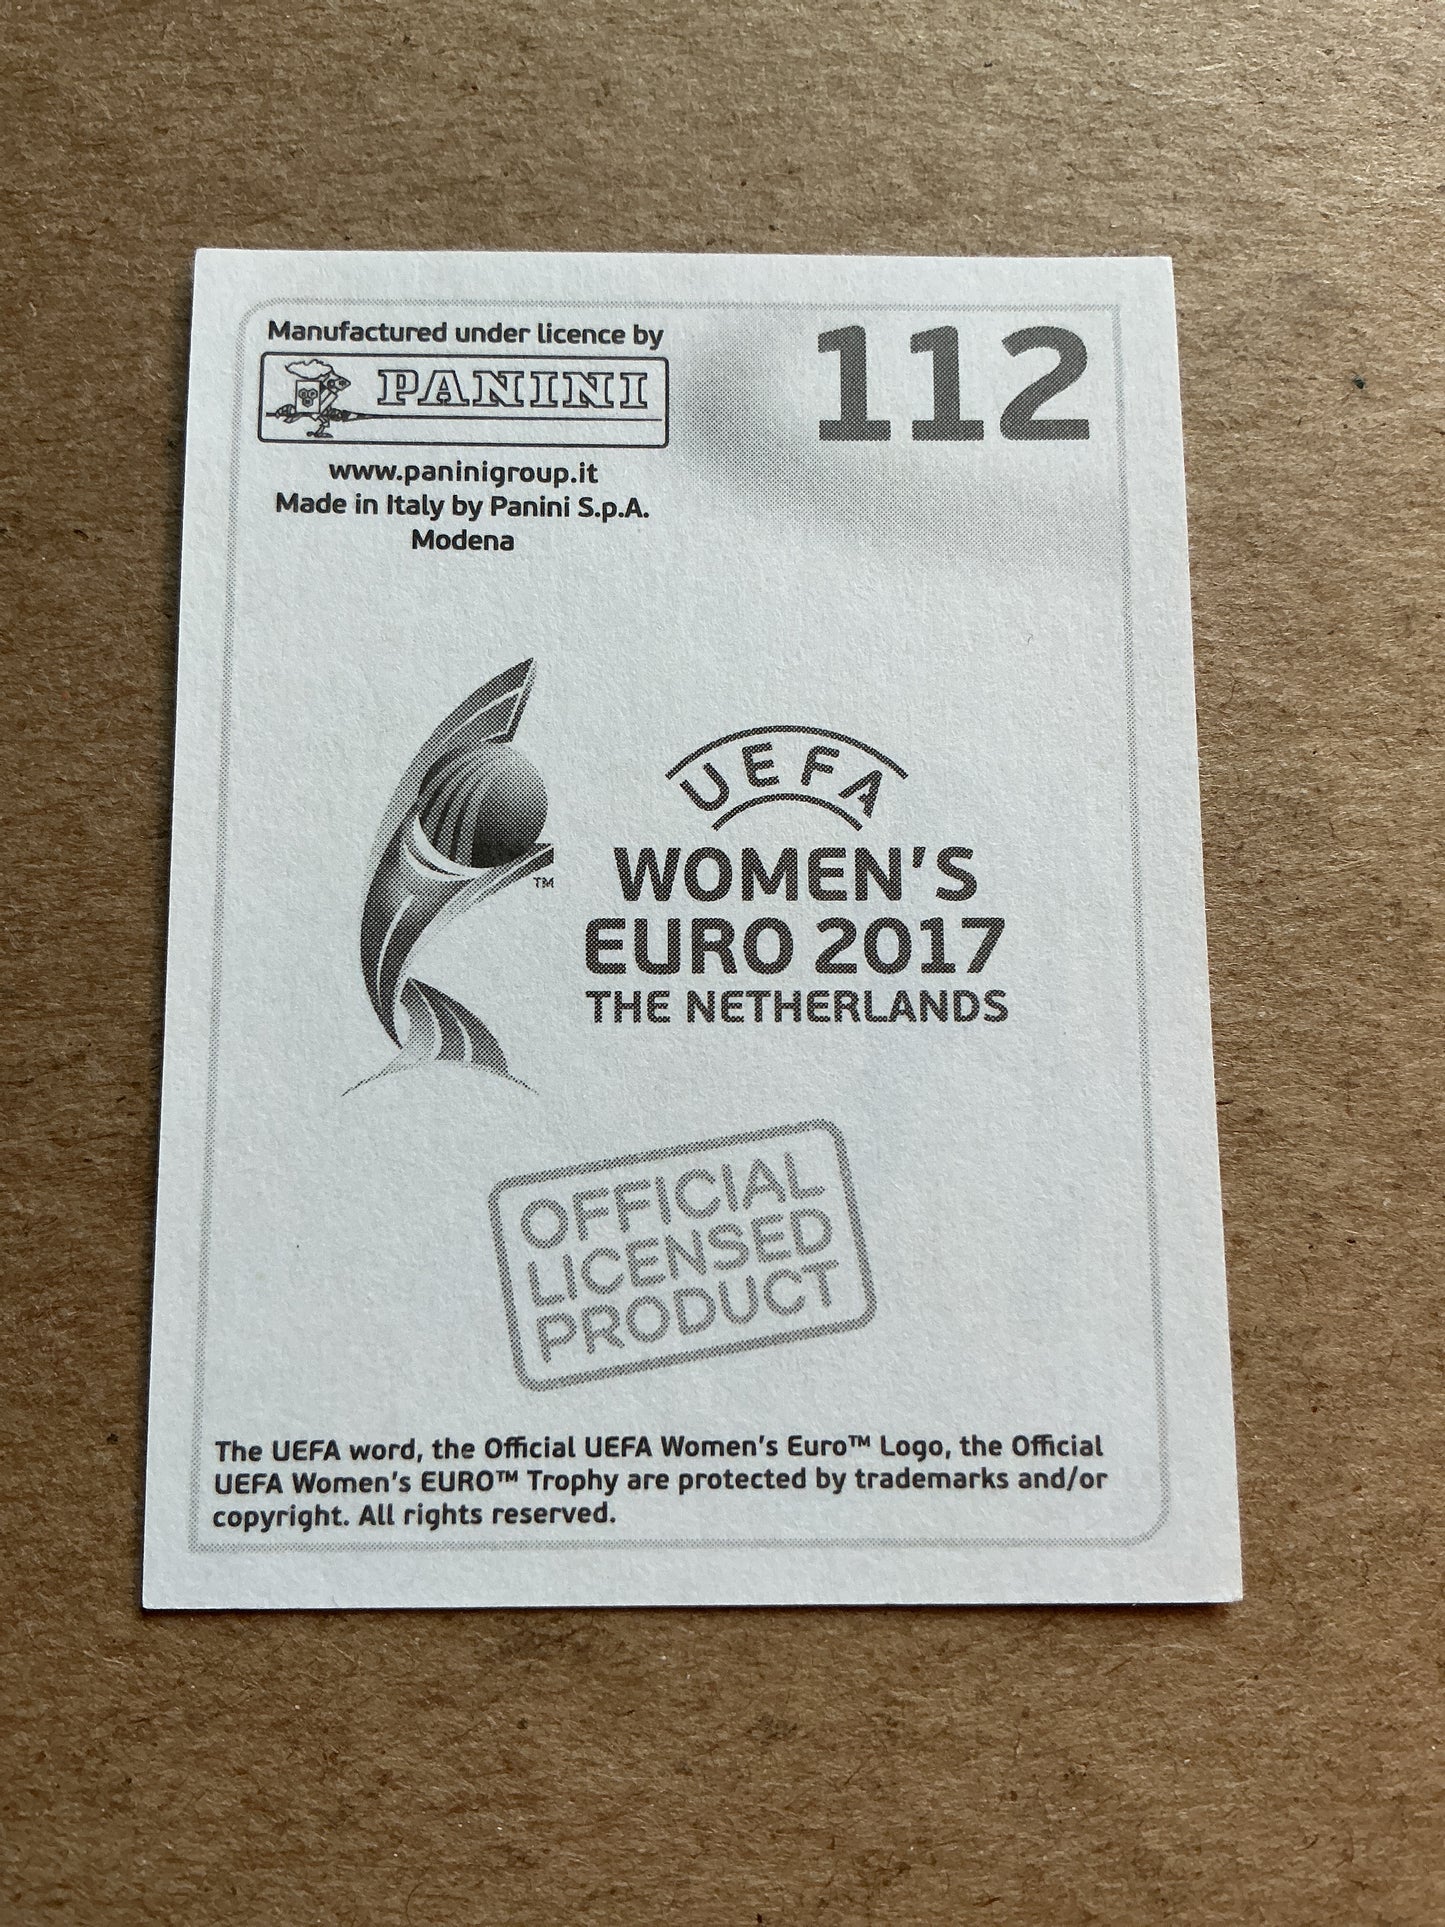 Manufactured under licence by
PANINI
112
www.paninigroup.it
Made in Italy by Panini S.p.A.
Modena
UEFA
WOMEN'S
EURO 2017
THE NETHERLANDS
TM
OFFICIAL
LICENSED
PRODUCT
The UEFA word, the Official UEFA Women's Euro™ Logo, the Official
UEFA Women's EURO™ Trophy are protected by trademarks and/or
copyright. All rights reserved.